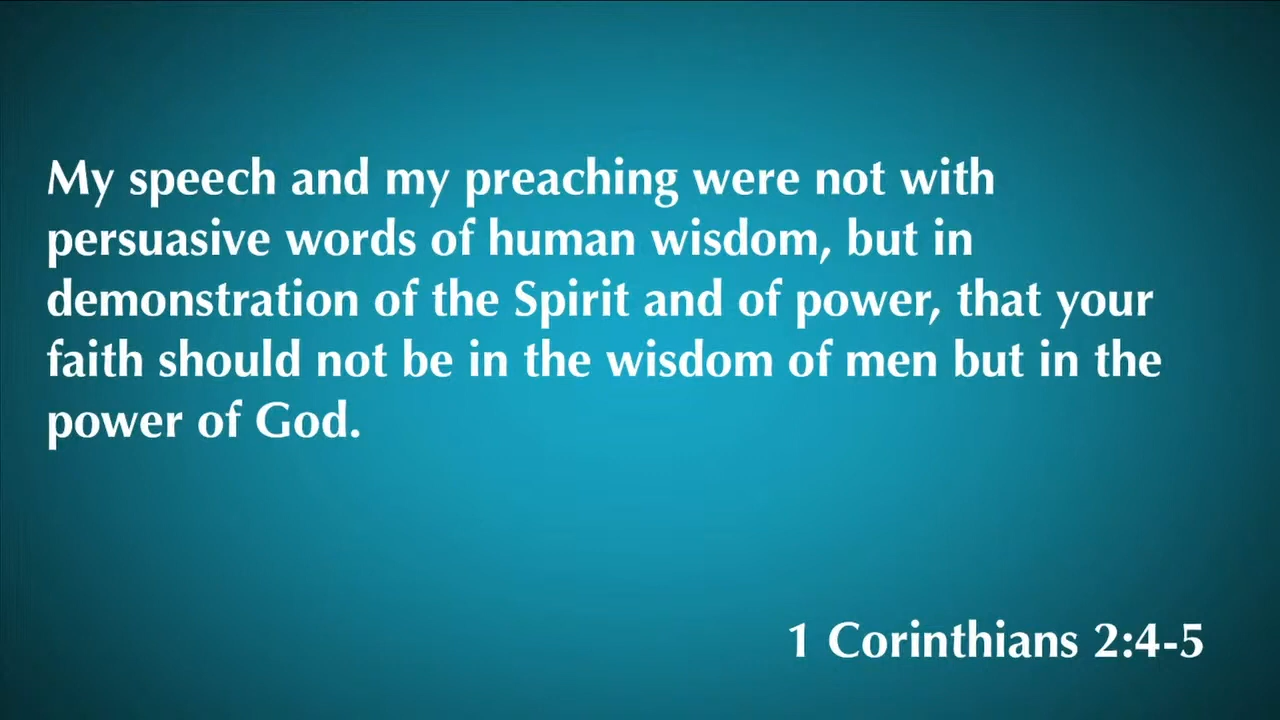 My speech and my preaching were not with
persuasive words of human wisdom, but in
demonstration of the Spirit and of power, that your
faith should not be in the wisdom of men but in the
power of God.
1 Corinthians 2:4-5